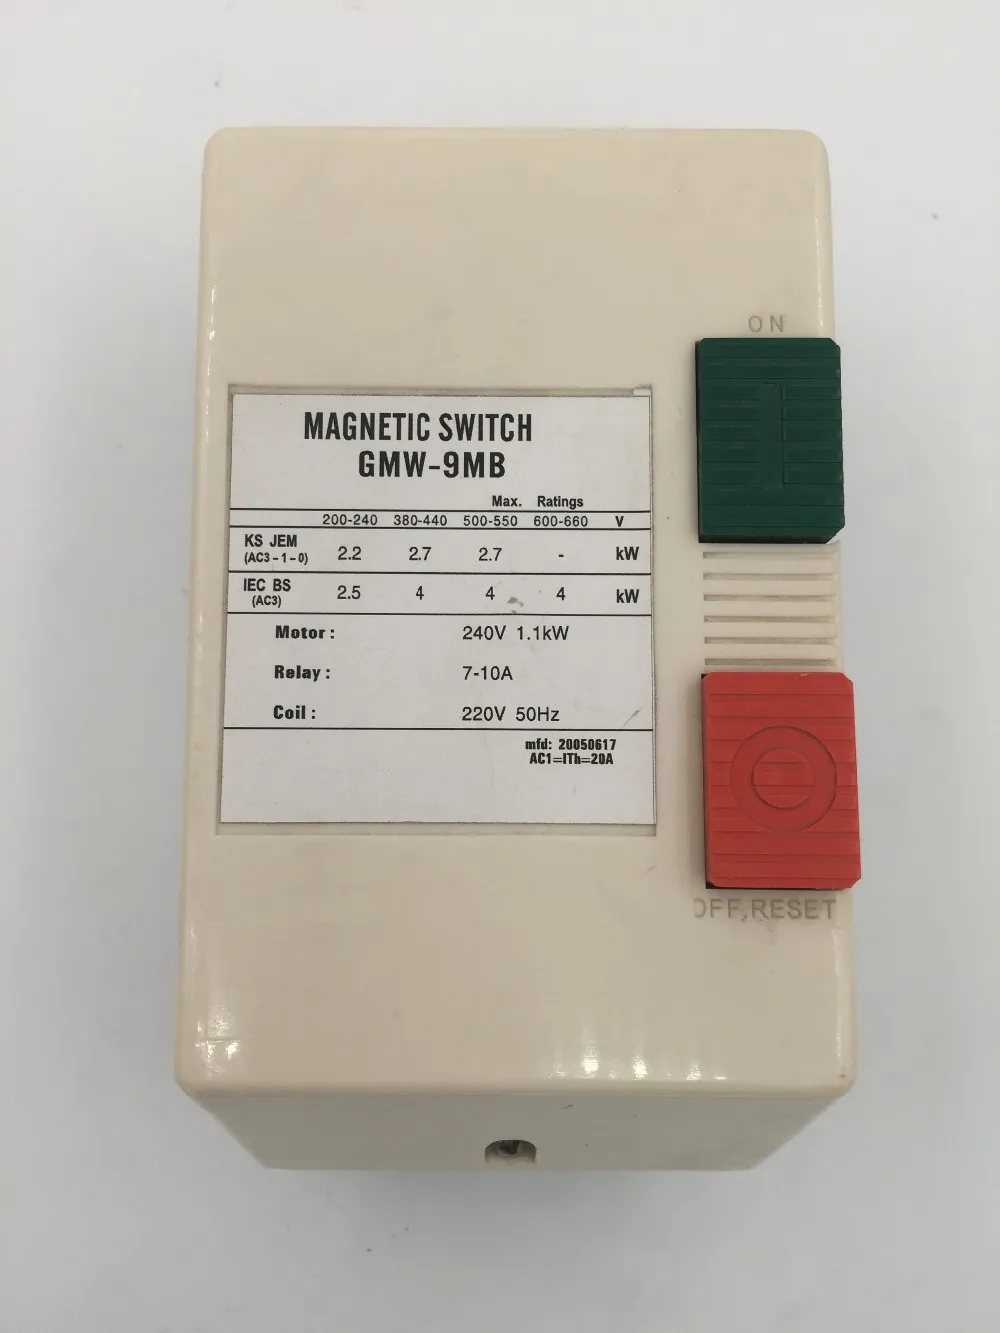 ON
MAGNETIC SWITCH
GMW-9MB
Max. Ratings
200-240 380-440 500-550 600-660 V
KS JEM
(AC3-1-0) 2.2 2.7 2.7 - kW
IEC BS
(AC3) 2.5 4 4 4 kW
Motor: 240V 1.1kW
Relay: 7-10A
Coil: 220V 50Hz
mfd: 20050617
AC1=ITh=20A
OFF,RESET